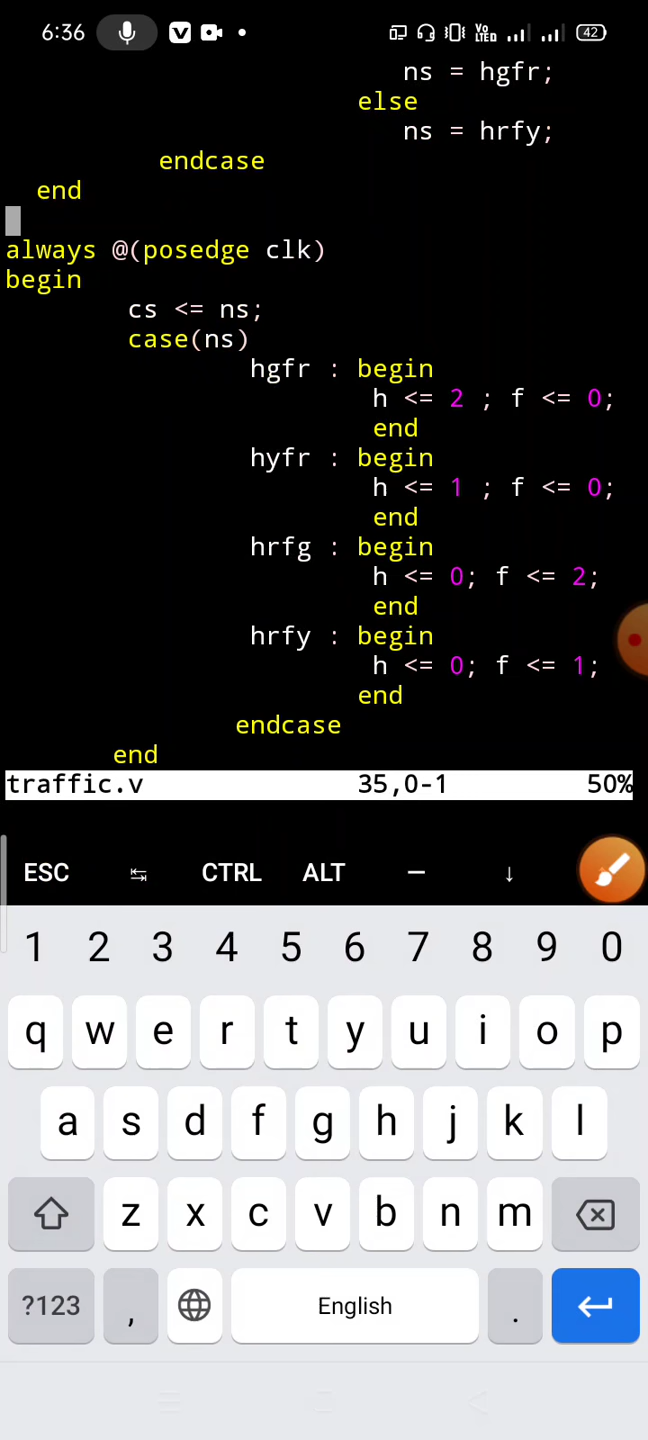 6:36 V Vo LTED 42
ns = hgfr;
else
ns = hrfy;
endcase
end
always @(posedge clk)
begin
cs <= ns;
case(ns)
hgfr : begin
h <= 2 ; f <= 0;
end
hyfr : begin
h <= 1 ; f <= 0;
end
hrfg : begin
h <= 0; f <= 2;
end
hrfy : begin
h <= 0; f <= 1;
end
endcase
end
traffic.v 35,0-1 50%
ESC ↹ CTRL ALT — ↓
1 2 3 4 5 6 7 8 9 0
q w e r t y u i o p
a s d f g h j k l
z x c v b n m
?123 , English .